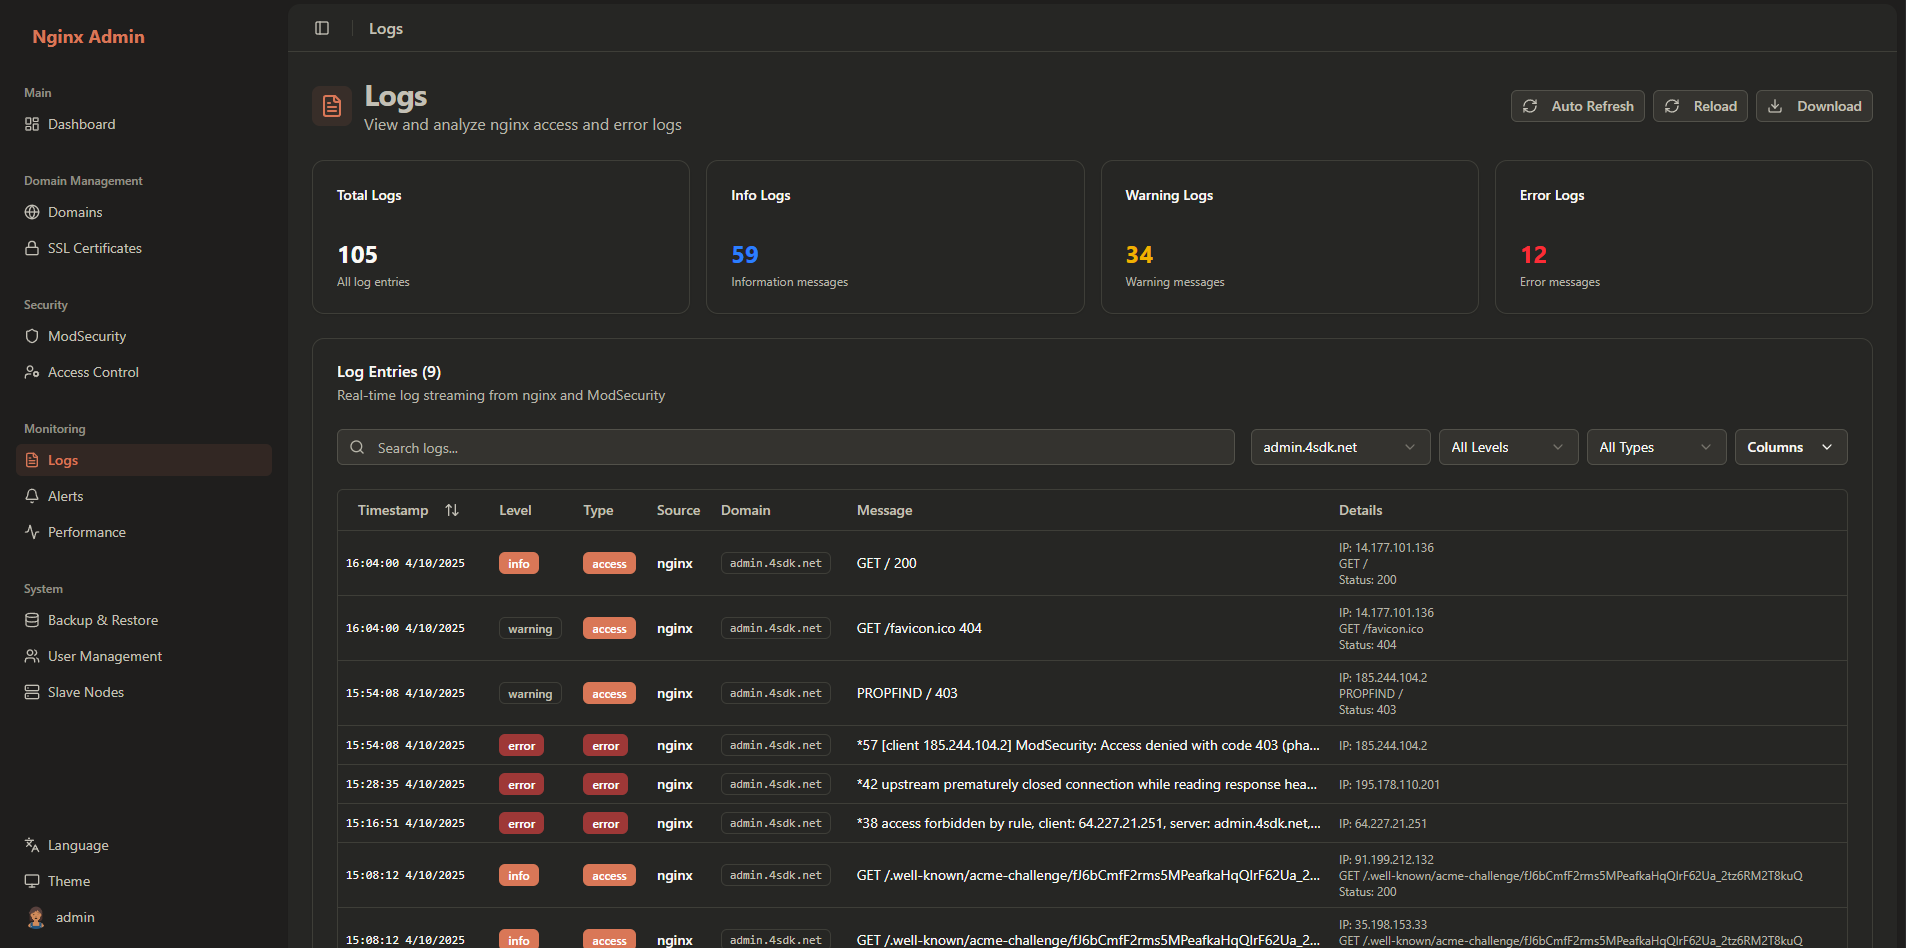 Nginx Admin
Main
Dashboard
Domain Management
Domains
SSL Certificates
Security
ModSecurity
Access Control
Monitoring
Logs
Alerts
Performance
System
Backup & Restore
User Management
Slave Nodes
Language
Theme
admin
Logs
Logs
View and analyze nginx access and error logs
Auto Refresh
Reload
Download
Total Logs
105
All log entries
Info Logs
59
Information messages
Warning Logs
34
Warning messages
Error Logs
12
Error messages
Log Entries (9)
Real-time log streaming from nginx and ModSecurity
Search logs...
admin.4sdk.net
All Levels
All Types
Columns
Timestamp Level Type Source Domain Message Details
16:04:00 4/10/2025 info access nginx admin.4sdk.net GET / 200
IP: 14.177.101.136
GET /
Status: 200
16:04:00 4/10/2025 warning access nginx admin.4sdk.net GET /favicon.ico 404
IP: 14.177.101.136
GET /favicon.ico
Status: 404
15:54:08 4/10/2025 warning access nginx admin.4sdk.net PROPFIND / 403
IP: 185.244.104.2
PROPFIND /
Status: 403
15:54:08 4/10/2025 error error nginx admin.4sdk.net *57 [client 185.244.104.2] ModSecurity: Access denied with code 403 (pha... IP: 185.244.104.2
15:28:35 4/10/2025 error error nginx admin.4sdk.net *42 upstream prematurely closed connection while reading response hea... IP: 195.178.110.201
15:16:51 4/10/2025 error error nginx admin.4sdk.net *38 access forbidden by rule, client: 64.227.21.251, server: admin.4sdk.net,... IP: 64.227.21.251
15:08:12 4/10/2025 info access nginx admin.4sdk.net GET /.well-known/acme-challenge/fJ6bCmfF2rms5MPeafkaHqQIrF62Ua_2...
IP: 91.199.212.132
GET /.well-known/acme-challenge/fJ6bCmfF2rms5MPeafkaHqQIrF62Ua_2tz6RM2T8kuQ
Status: 200
15:08:12 4/10/2025 info access nginx admin.4sdk.net GET /.well-known/acme-challenge/fJ6bCmfF2rms5MPeafkaHqQIrF62Ua_2...
IP: 35.198.153.33
GET /.well-known/acme-challenge/fJ6bCmfF2rms5MPeafkaHqQIrF62Ua_2tz6RM2T8kuQ